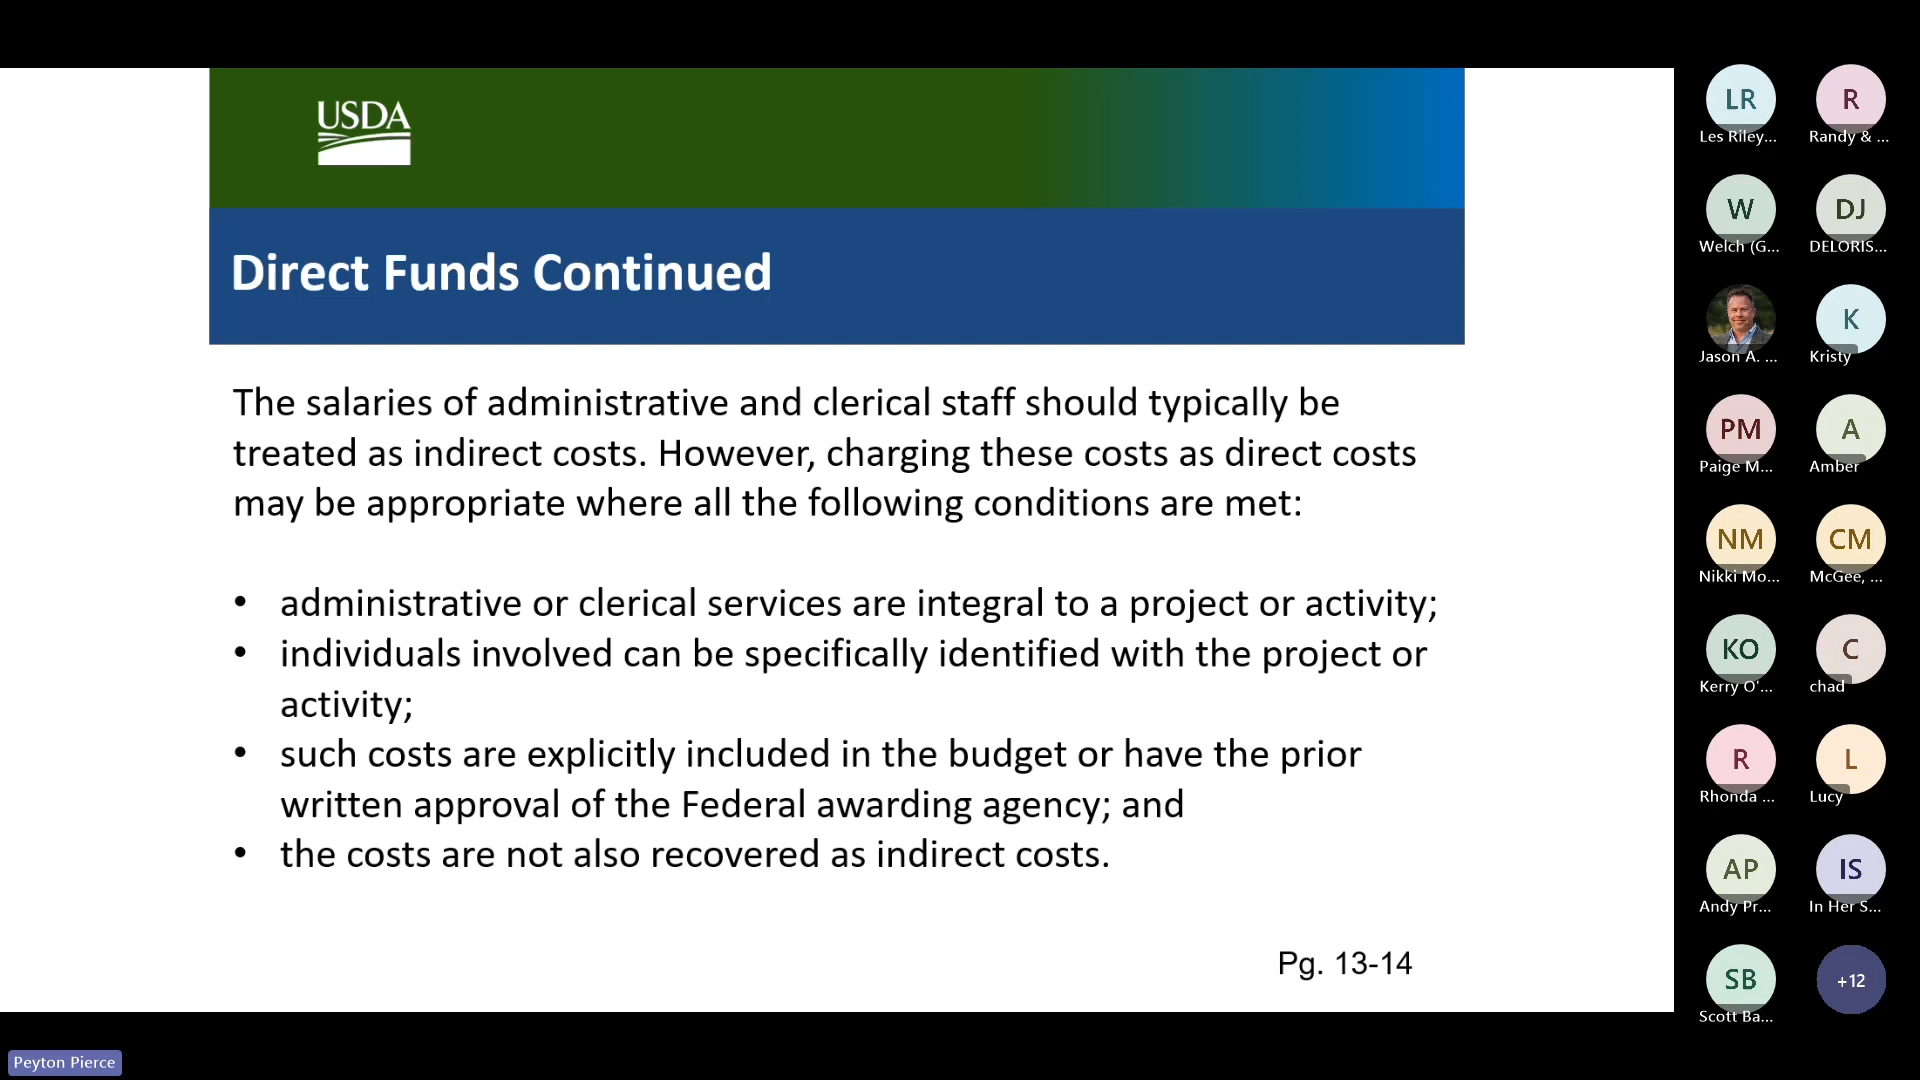 USDA
Direct Funds Continued
The salaries of administrative and clerical staff should typically be
treated as indirect costs. However, charging these costs as direct costs
may be appropriate where all the following conditions are met:
• administrative or clerical services are integral to a project or activity;
• individuals involved can be specifically identified with the project or
activity;
• such costs are explicitly included in the budget or have the prior
written approval of the Federal awarding agency; and
• the costs are not also recovered as indirect costs.
Pg. 13-14
LR
Les Riley...
R
Randy & ...
W
Welch (G...
DJ
DELORIS...
Jason A. ...
K
Kristy
PM
Paige M...
A
Amber
NM
Nikki Mo...
CM
McGee, ...
KO
Kerry O'...
C
chad
R
Rhonda ...
L
Lucy
AP
Andy Pr...
IS
In Her S...
SB
Scott Ba...
+12
Peyton Pierce